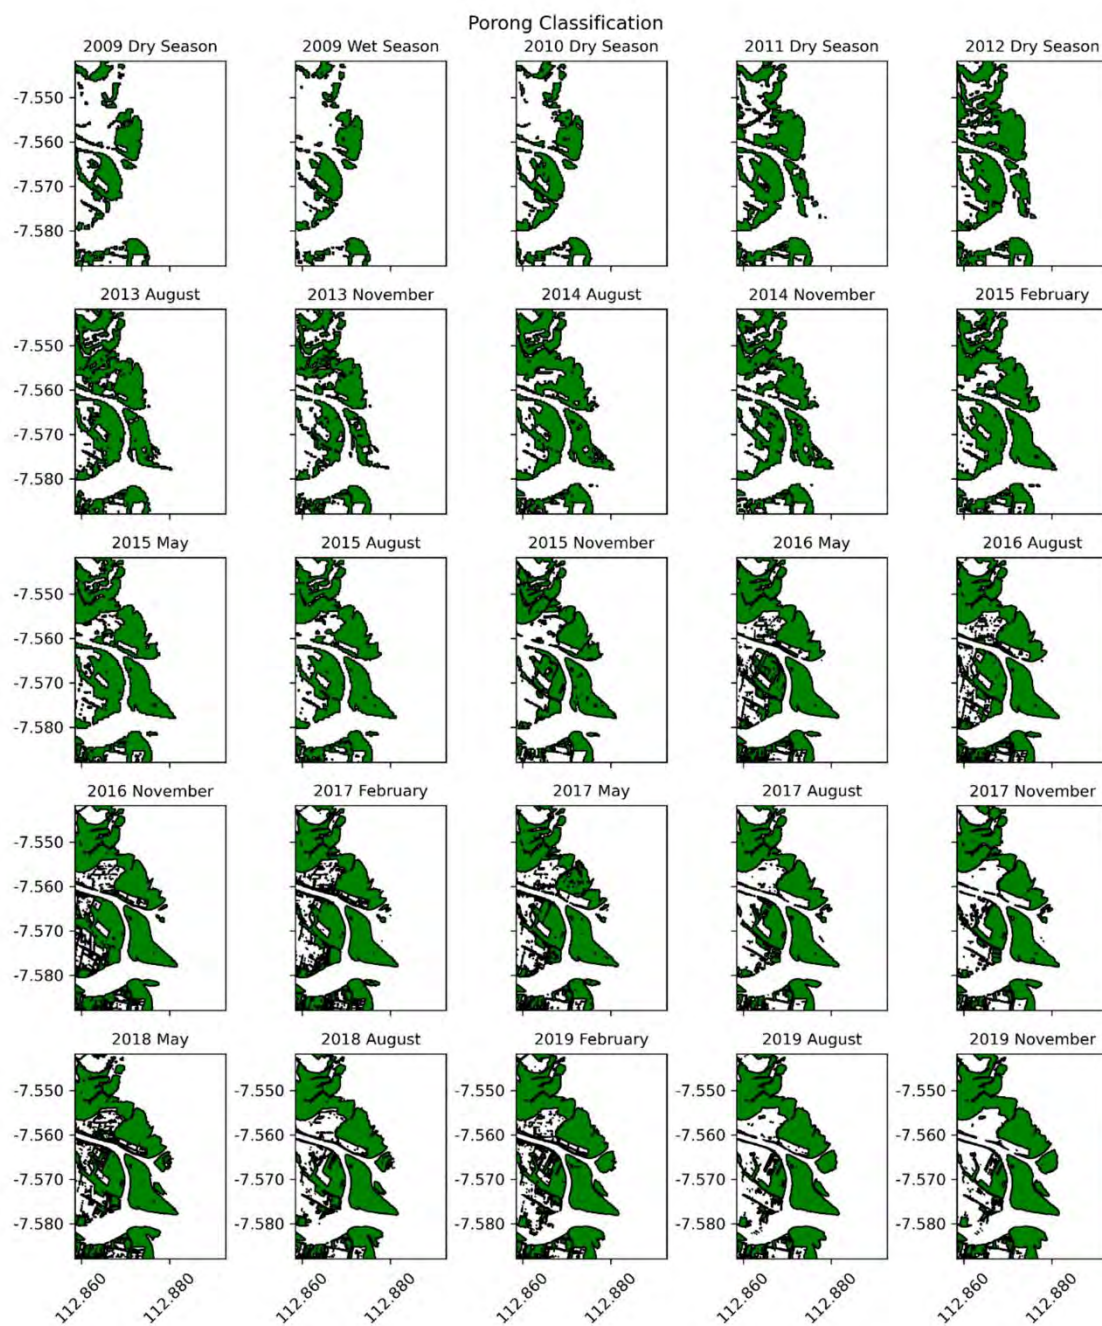 Porong Classification
2009 Dry Season 2009 Wet Season 2010 Dry Season 2011 Dry Season 2012 Dry Season
-7.550
-7.560
-7.570
-7.580
2013 August 2013 November 2014 August 2014 November 2015 February
-7.550
-7.560
-7.570
-7.580
2015 May 2015 August 2015 November 2016 May 2016 August
-7.550
-7.560
-7.570
-7.580
2016 November 2017 February 2017 May 2017 August 2017 November
-7.550
-7.560
-7.570
-7.580
2018 May 2018 August 2019 February 2019 August 2019 November
-7.550 -7.550 -7.550 -7.550 -7.550
-7.560 -7.560 -7.560 -7.560 -7.560
-7.570 -7.570 -7.570 -7.570 -7.570
-7.580 -7.580 -7.580 -7.580 -7.580
112.860 112.880 112.860 112.880 112.860 112.880 112.860 112.880 112.860 112.880